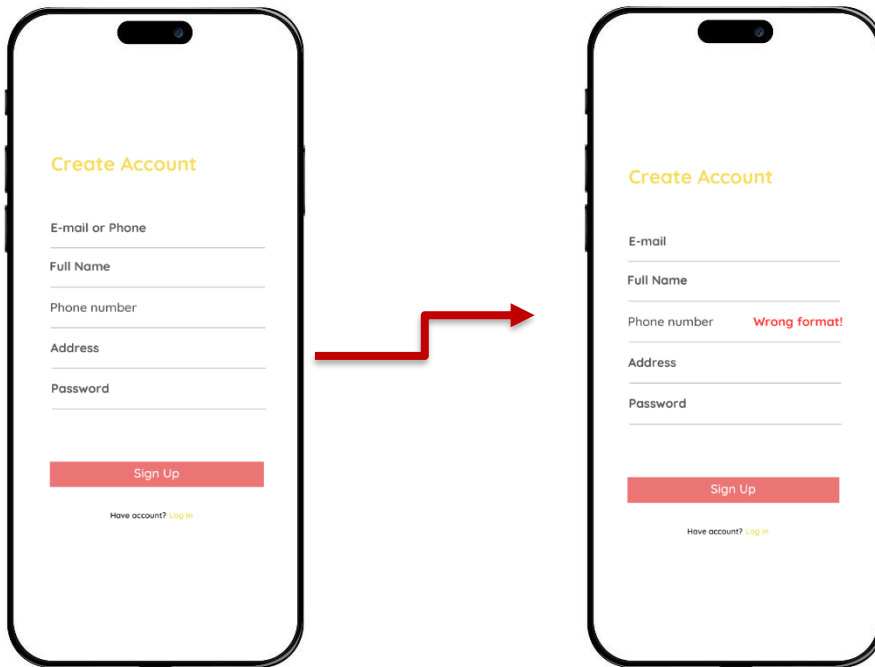 Create Account
E-mail or Phone
Full Name
Phone number
Address
Password
Sign Up
Have account? Log In
Create Account
E-mail
Full Name
Phone number Wrong format!
Address
Password
Sign Up
Have account? Log In